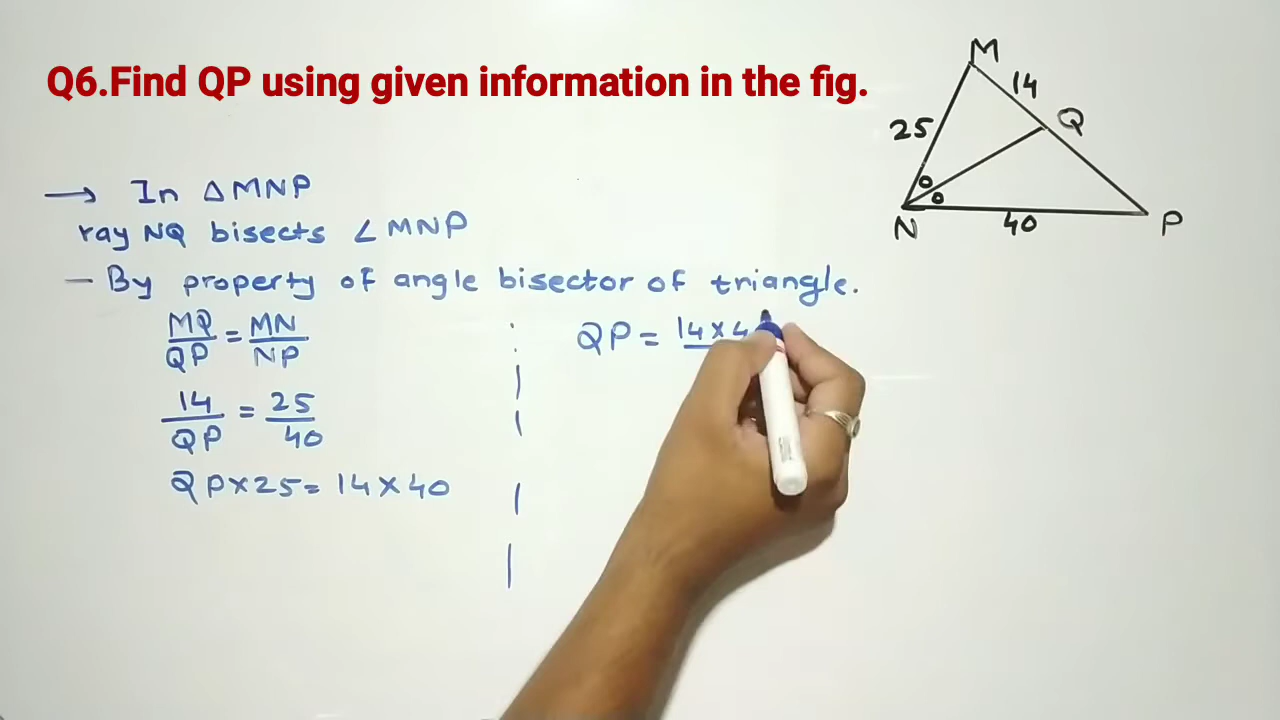 Q6.Find QP using given information in the fig.
M
14
25
Q
N
40
P
→ In △MNP
ray NQ bisects ∠MNP
- By property of angle bisector of triangle.
MQ/QP = MN/NP
14/QP = 25/40
QP×25= 14×40
QP = 14×4